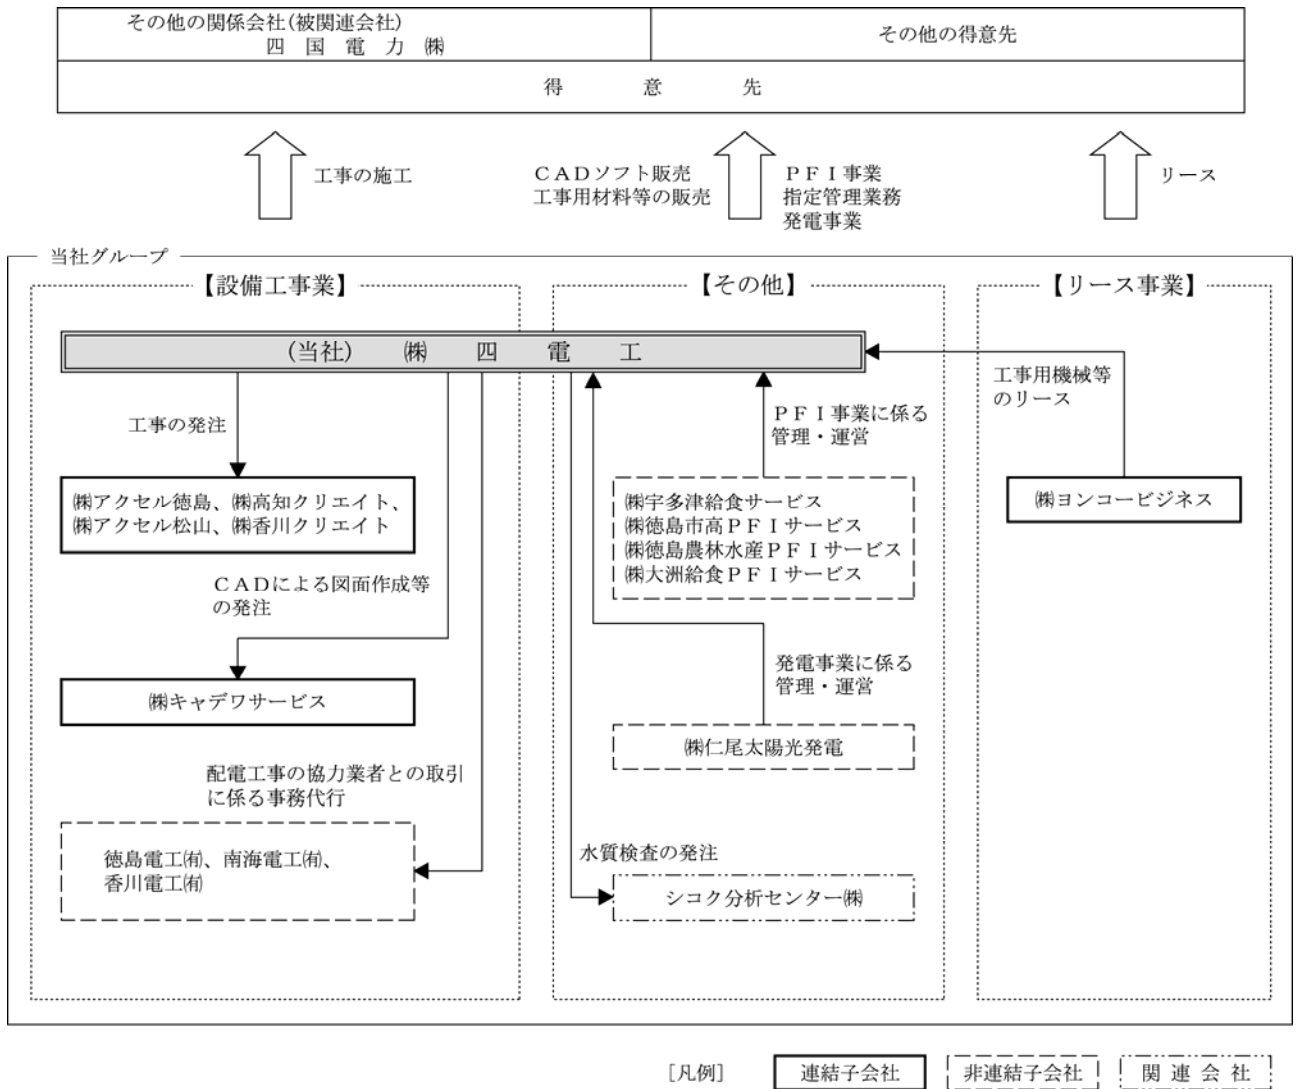 その他の関係会社(被関連会社)
四国電力㈱
その他の得意先
得意先
工事の施工
CADソフト販売
工事用材料等の販売
PFI事業
指定管理業務
発電事業
リース
当社グループ
【設備工事業】
【その他】
【リース事業】
(当社) ㈱四電工
工事用機械等
のリース
工事の発注
PFI事業に係る
管理・運営
㈱アクセル徳島、㈱高知クリエイト、
㈱アクセル松山、㈱香川クリエイト
㈱宇多津給食サービス
㈱徳島市高PFIサービス
㈱徳島農林水産PFIサービス
㈱大洲給食PFIサービス
㈱ヨンコービジネス
CADによる図面作成等
の発注
発電事業に係る
管理・運営
㈱キャデワサービス
㈱仁尾太陽光発電
配電工事の協力業者との取引
に係る事務代行
徳島電工㈲、南海電工㈲、
香川電工㈲
水質検査の発注
シコク分析センター㈱
[凡例]
連結子会社
非連結子会社
関連会社